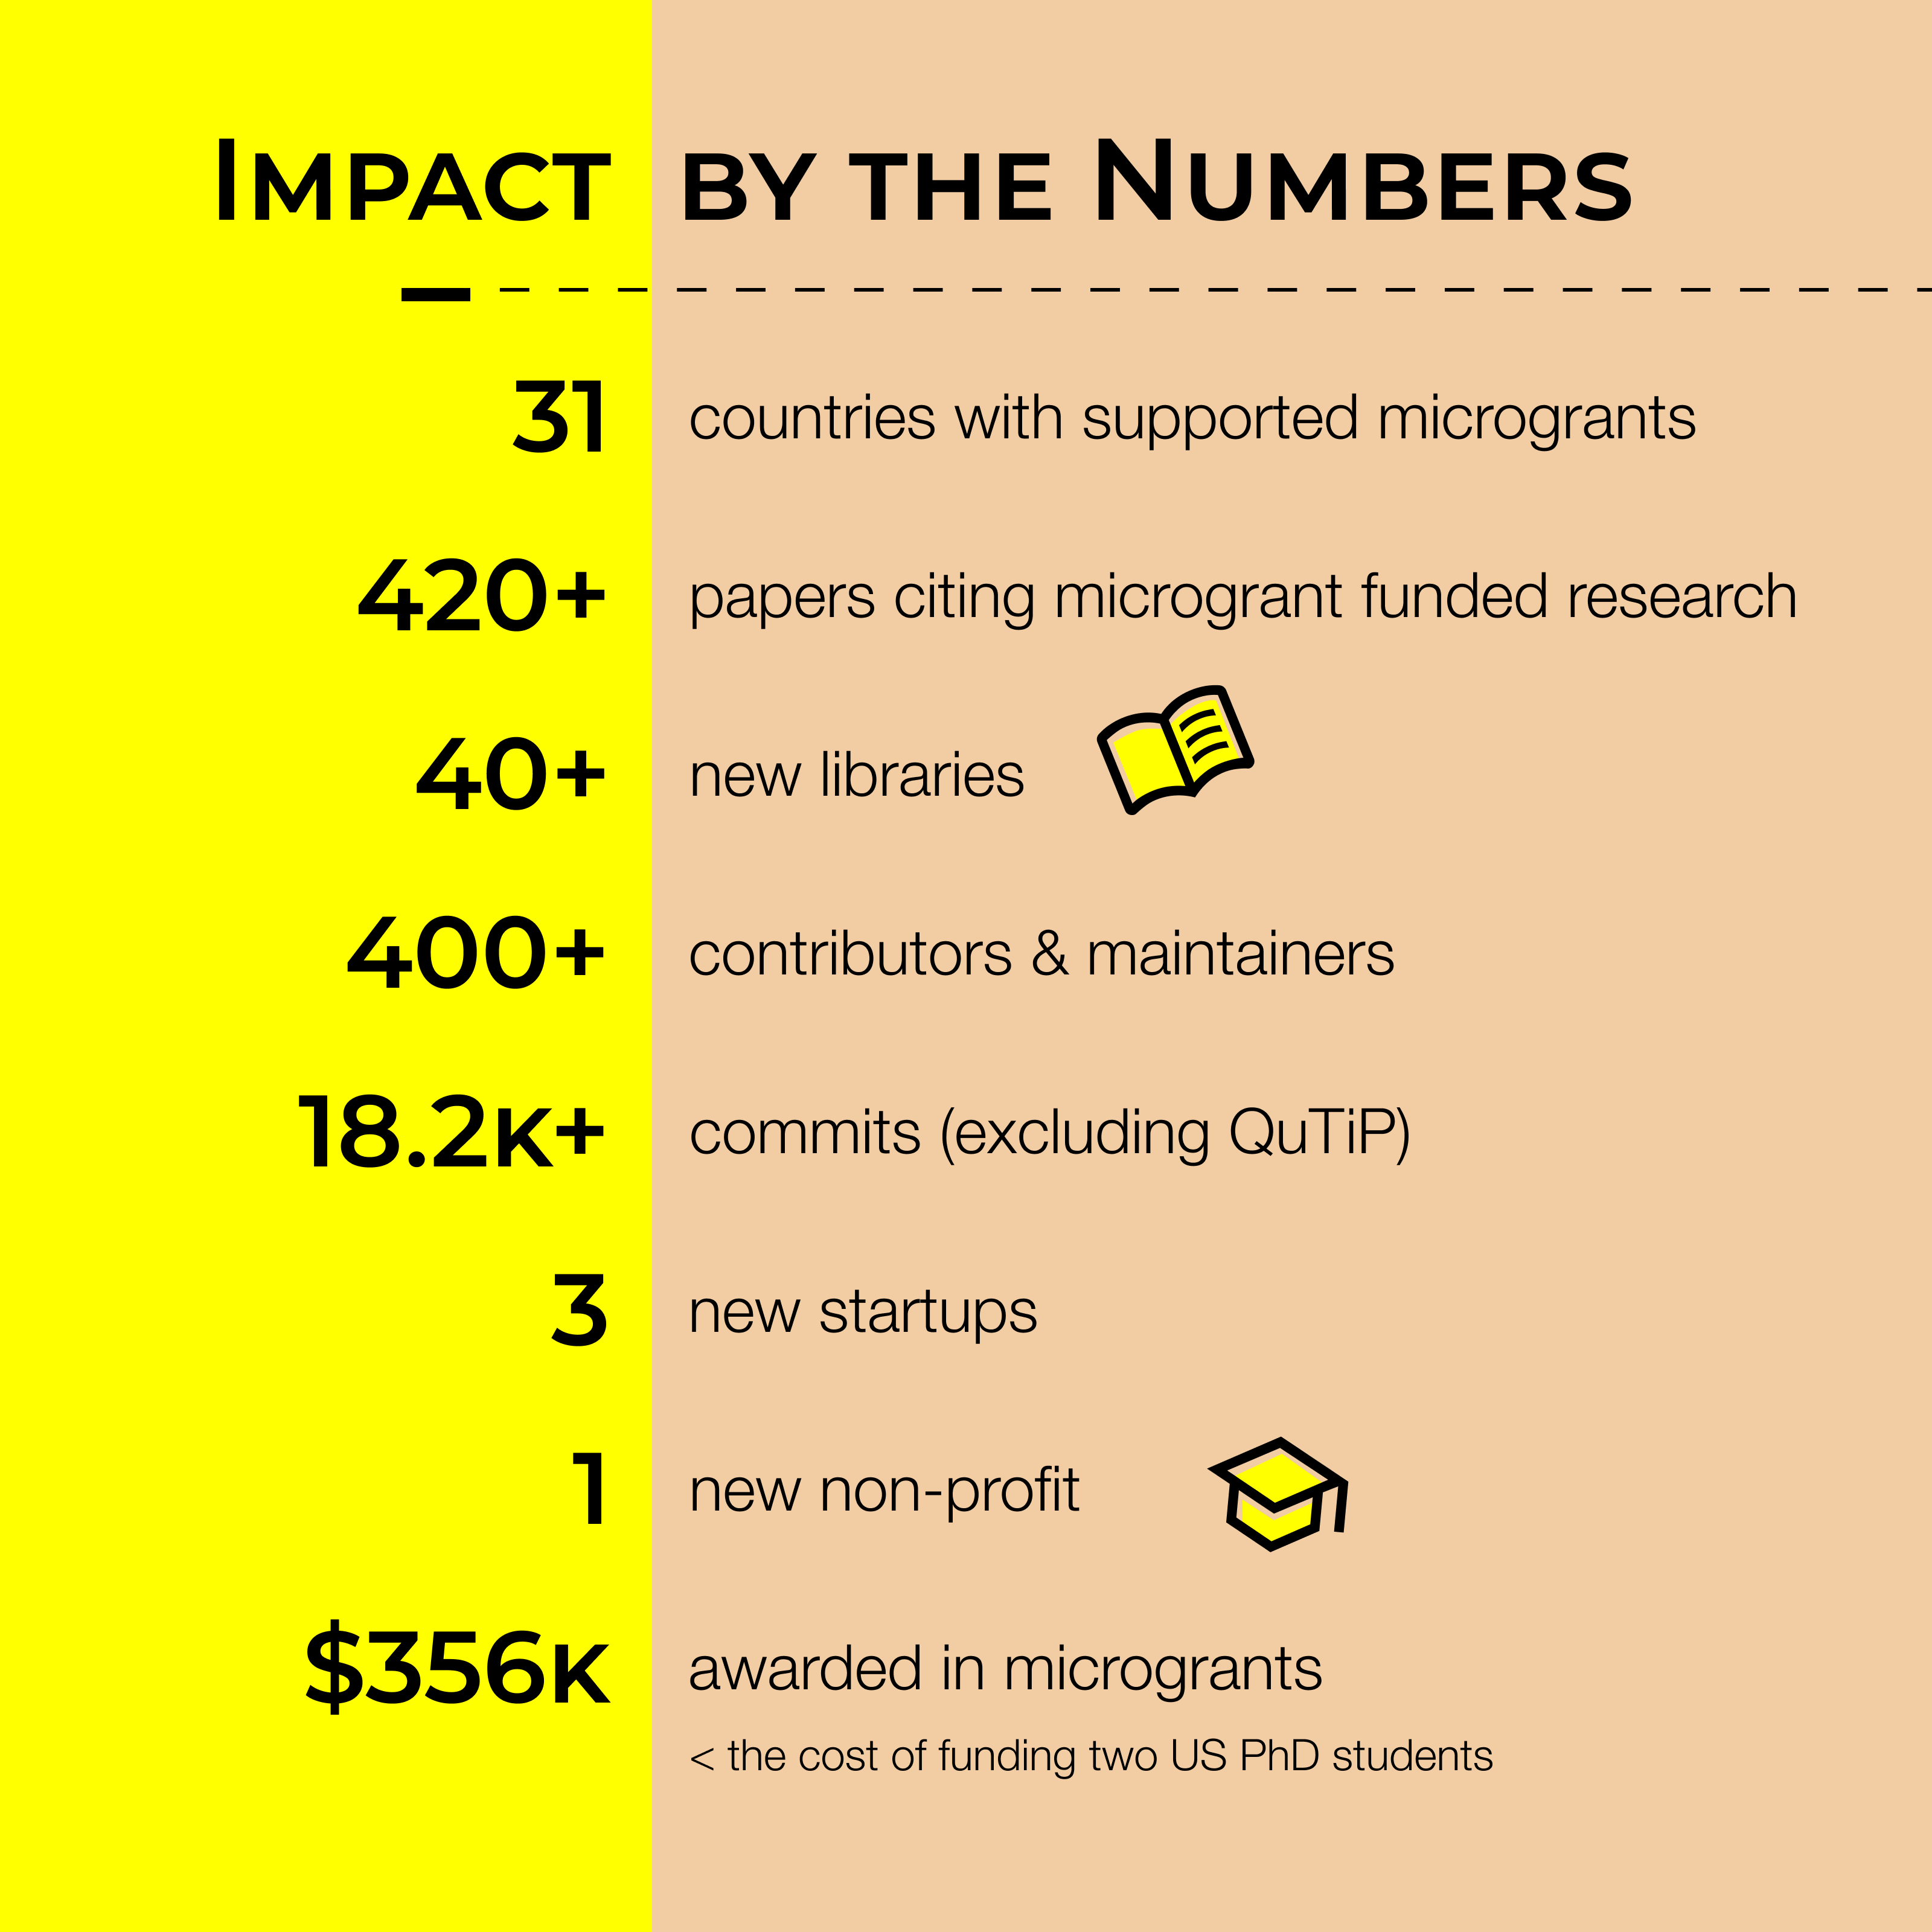 Impact by the Numbers
31 countries with supported microgrants
420+ papers citing microgrant funded research
40+ new libraries
400+ contributors & maintainers
18.2K+ commits (excluding QuTiP)
3 new startups
1 new non-profit
$356K awarded in microgrants
< the cost of funding two US PhD students